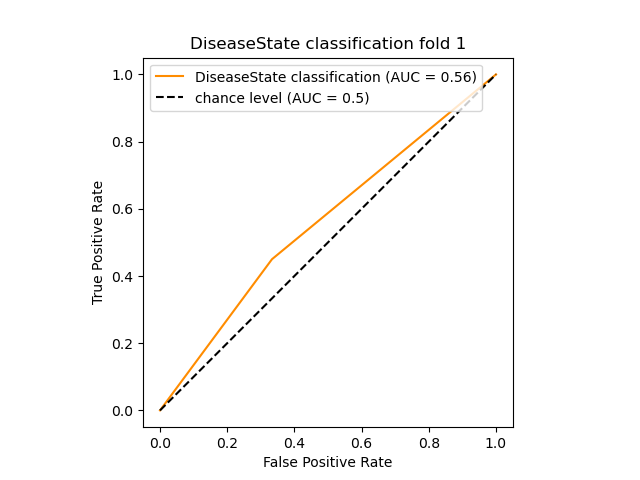 DiseaseState classification fold 1
DiseaseState classification (AUC = 0.56)
chance level (AUC = 0.5)
1.0
0.8
0.6
0.4
0.2
0.0
True Positive Rate
0.0 0.2 0.4 0.6 0.8 1.0
False Positive Rate